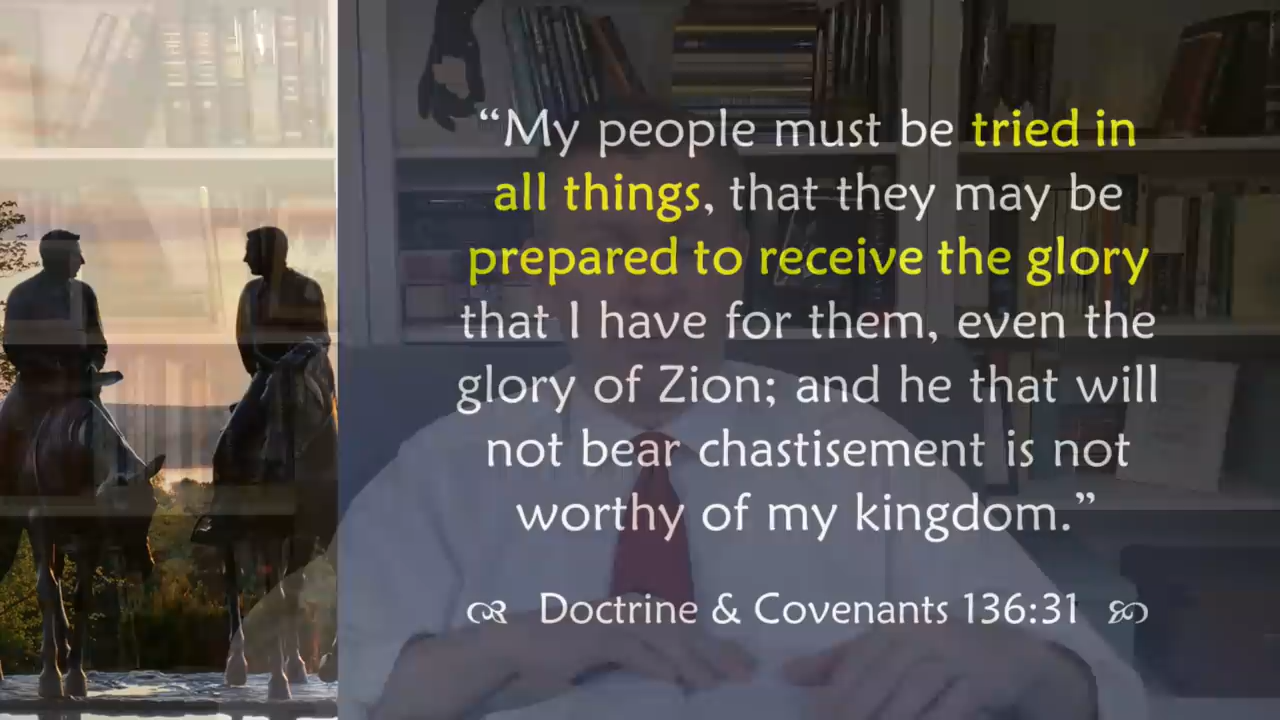 “My people must be tried in
all things, that they may be
prepared to receive the glory
that I have for them, even the
glory of Zion; and he that will
not bear chastisement is not
worthy of my kingdom.”
Doctrine & Covenants 136:31